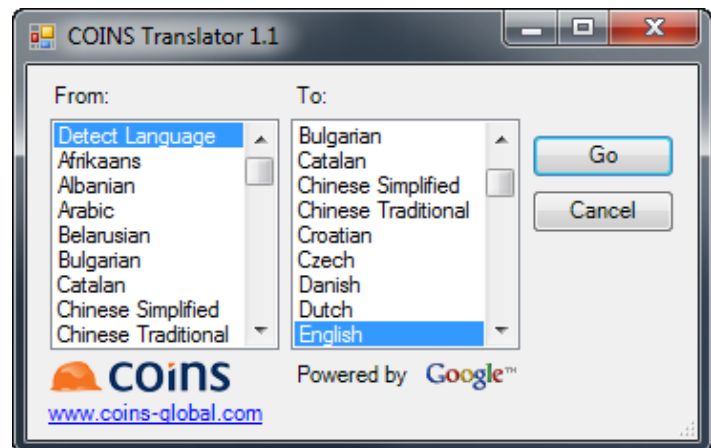 COINS Translator 1.1
From:
Detect Language
Afrikaans
Albanian
Arabic
Belarusian
Bulgarian
Catalan
Chinese Simplified
Chinese Traditional
To:
Bulgarian
Catalan
Chinese Simplified
Chinese Traditional
Croatian
Czech
Danish
Dutch
English
Go
Cancel
coins
www.coins-global.com
Powered by Google™